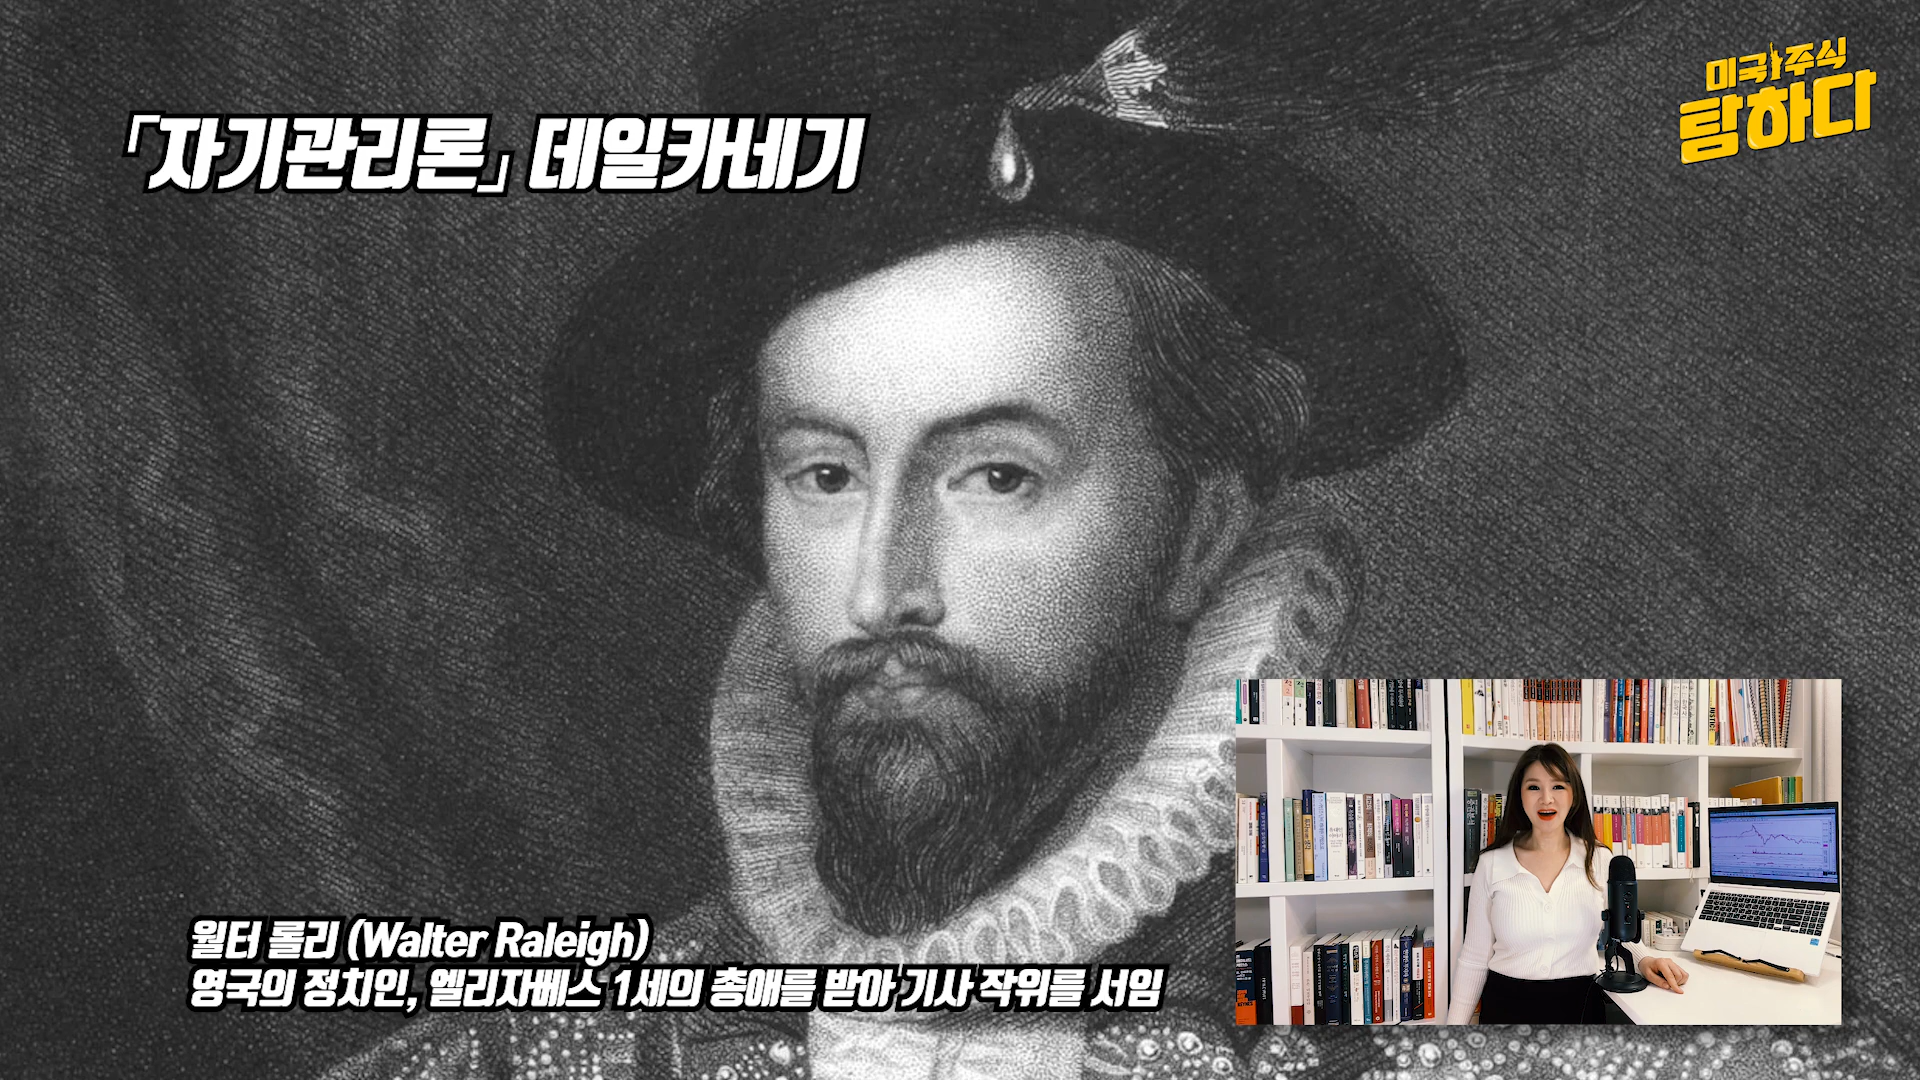 「자기관리론」 데일카네기
미국 주식
탐하다
JUSTICE
월터 롤리 (Walter Raleigh)
영국의 정치인, 엘리자베스 1세의 총애를 받아 기사 작위를 서임